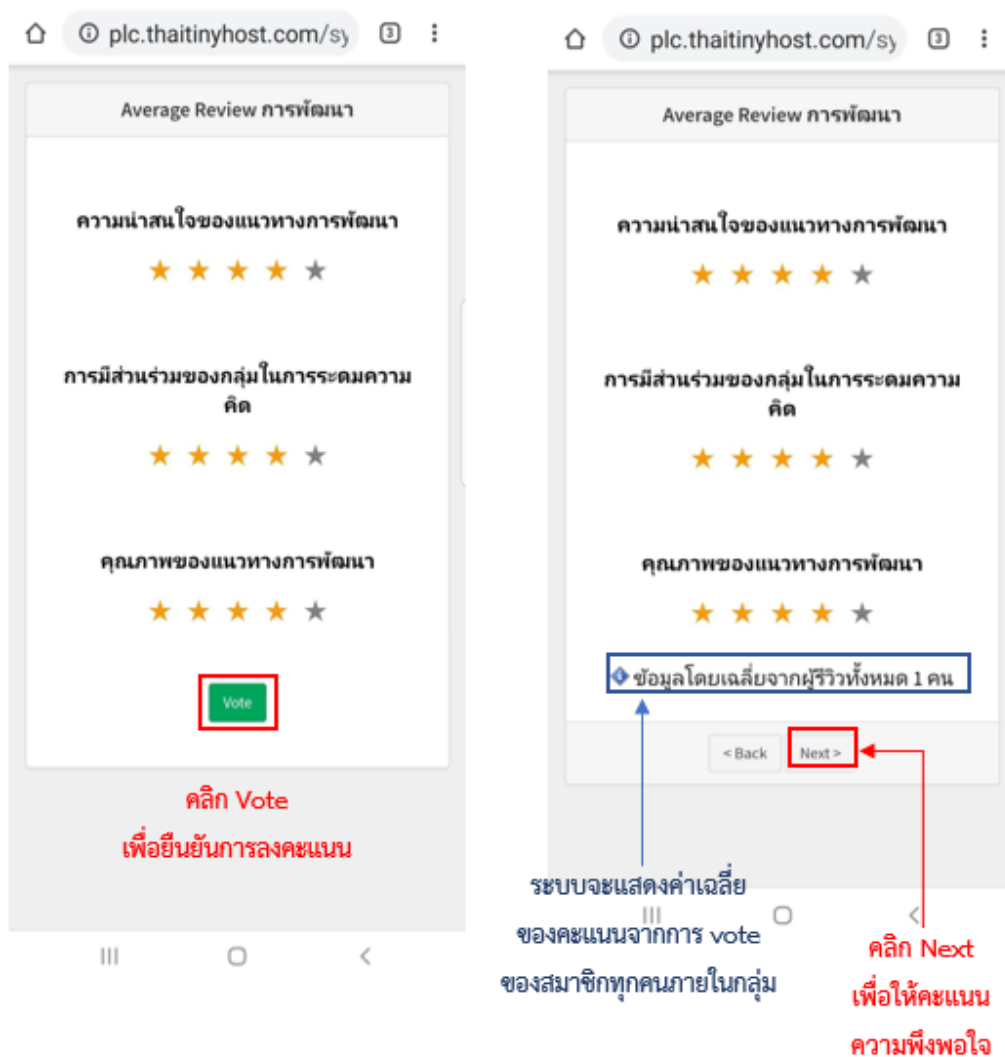 plc.thaitinyhost.com/sy 3
Average Review การพัฒนา
ความน่าสนใจของแนวทางการพัฒนา
การมีส่วนร่วมของกลุ่มในการระดมความ
คิด
คุณภาพของแนวทางการพัฒนา
Vote
คลิก Vote
เพื่อยืนยันการลงคะแนน
plc.thaitinyhost.com/sy 3
Average Review การพัฒนา
ความน่าสนใจของแนวทางการพัฒนา
การมีส่วนร่วมของกลุ่มในการระดมความ
คิด
คุณภาพของแนวทางการพัฒนา
ข้อมูลโดยเฉลี่ยจากผู้รีวิวทั้งหมด 1 คน
< Back Next >
ระบบจะแสดงค่าเฉลี่ย
ของคะแนนจากการ vote
ของสมาชิกทุกคนภายในกลุ่ม
คลิก Next
เพื่อให้คะแนน
ความพึงพอใจ